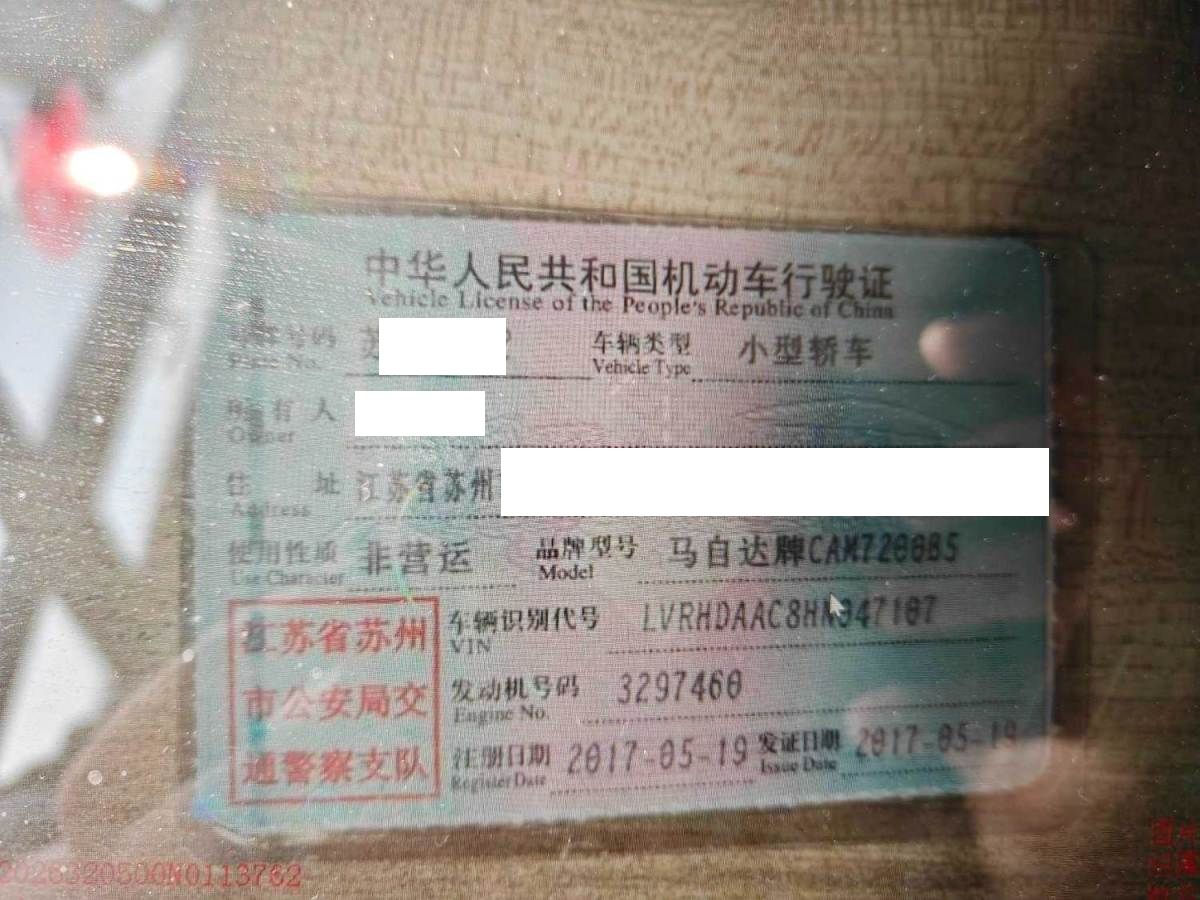 中华人民共和国机动车行驶证
Vehicle License of the People's Republic of China
号码 苏 车辆类型 小型轿车
Plate No. Vehicle Type
所有人
Owner
住 址 江苏省苏州
Address
使用性质 非营运 品牌型号 马自达牌CAM7200B5
Use Character Model
江苏省苏州 车辆识别代号 LVRHDAAC8HN347107
VIN
市公安局交 发动机号码 3297460
Engine No.
通警察支队 注册日期 2017-05-19 发证日期 2017-05-19
Register Date Issue Date
2026320500N0113762